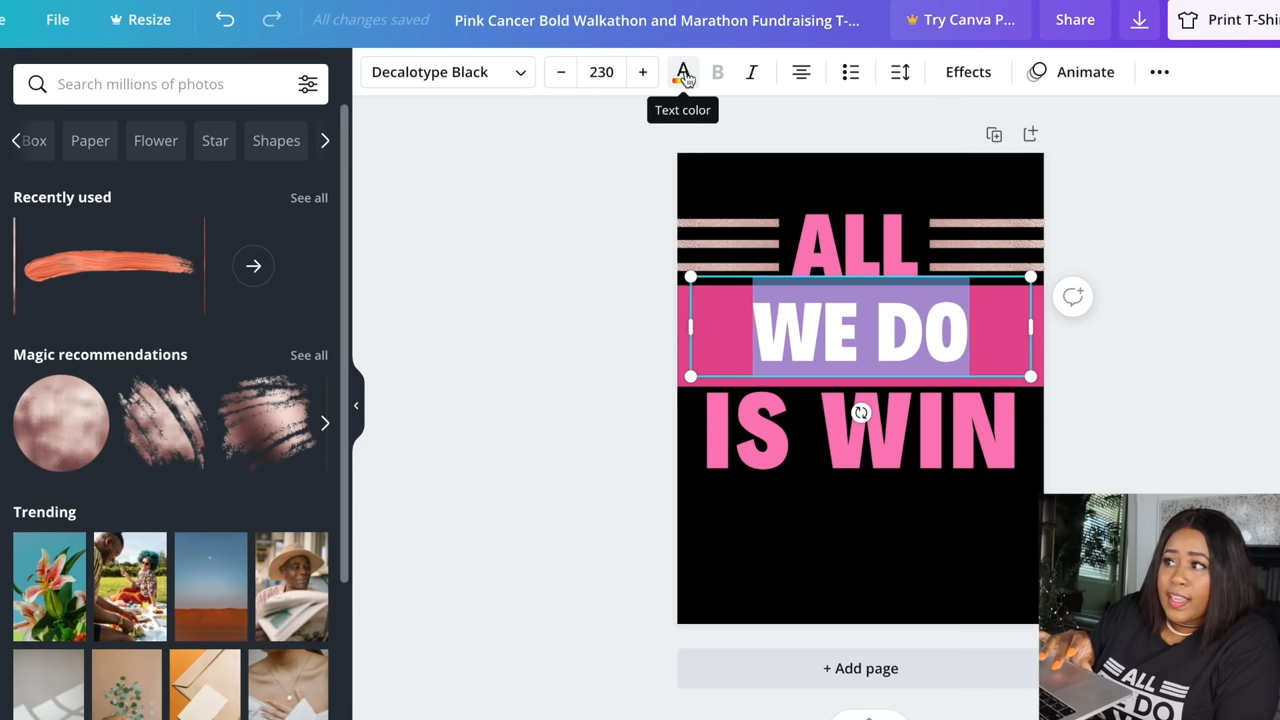 File
Resize
All changes saved
Pink Cancer Bold Walkathon and Marathon Fundraising T-...
Try Canva P...
Share
Print T-Shi
Search millions of photos
Decalotype Black
230
A
B
I
Effects
Animate
Text color
Box
Paper
Flower
Star
Shapes
Recently used
See all
Magic recommendations
See all
Trending
ALL
WE DO
IS WIN
+ Add page
ALL
DO